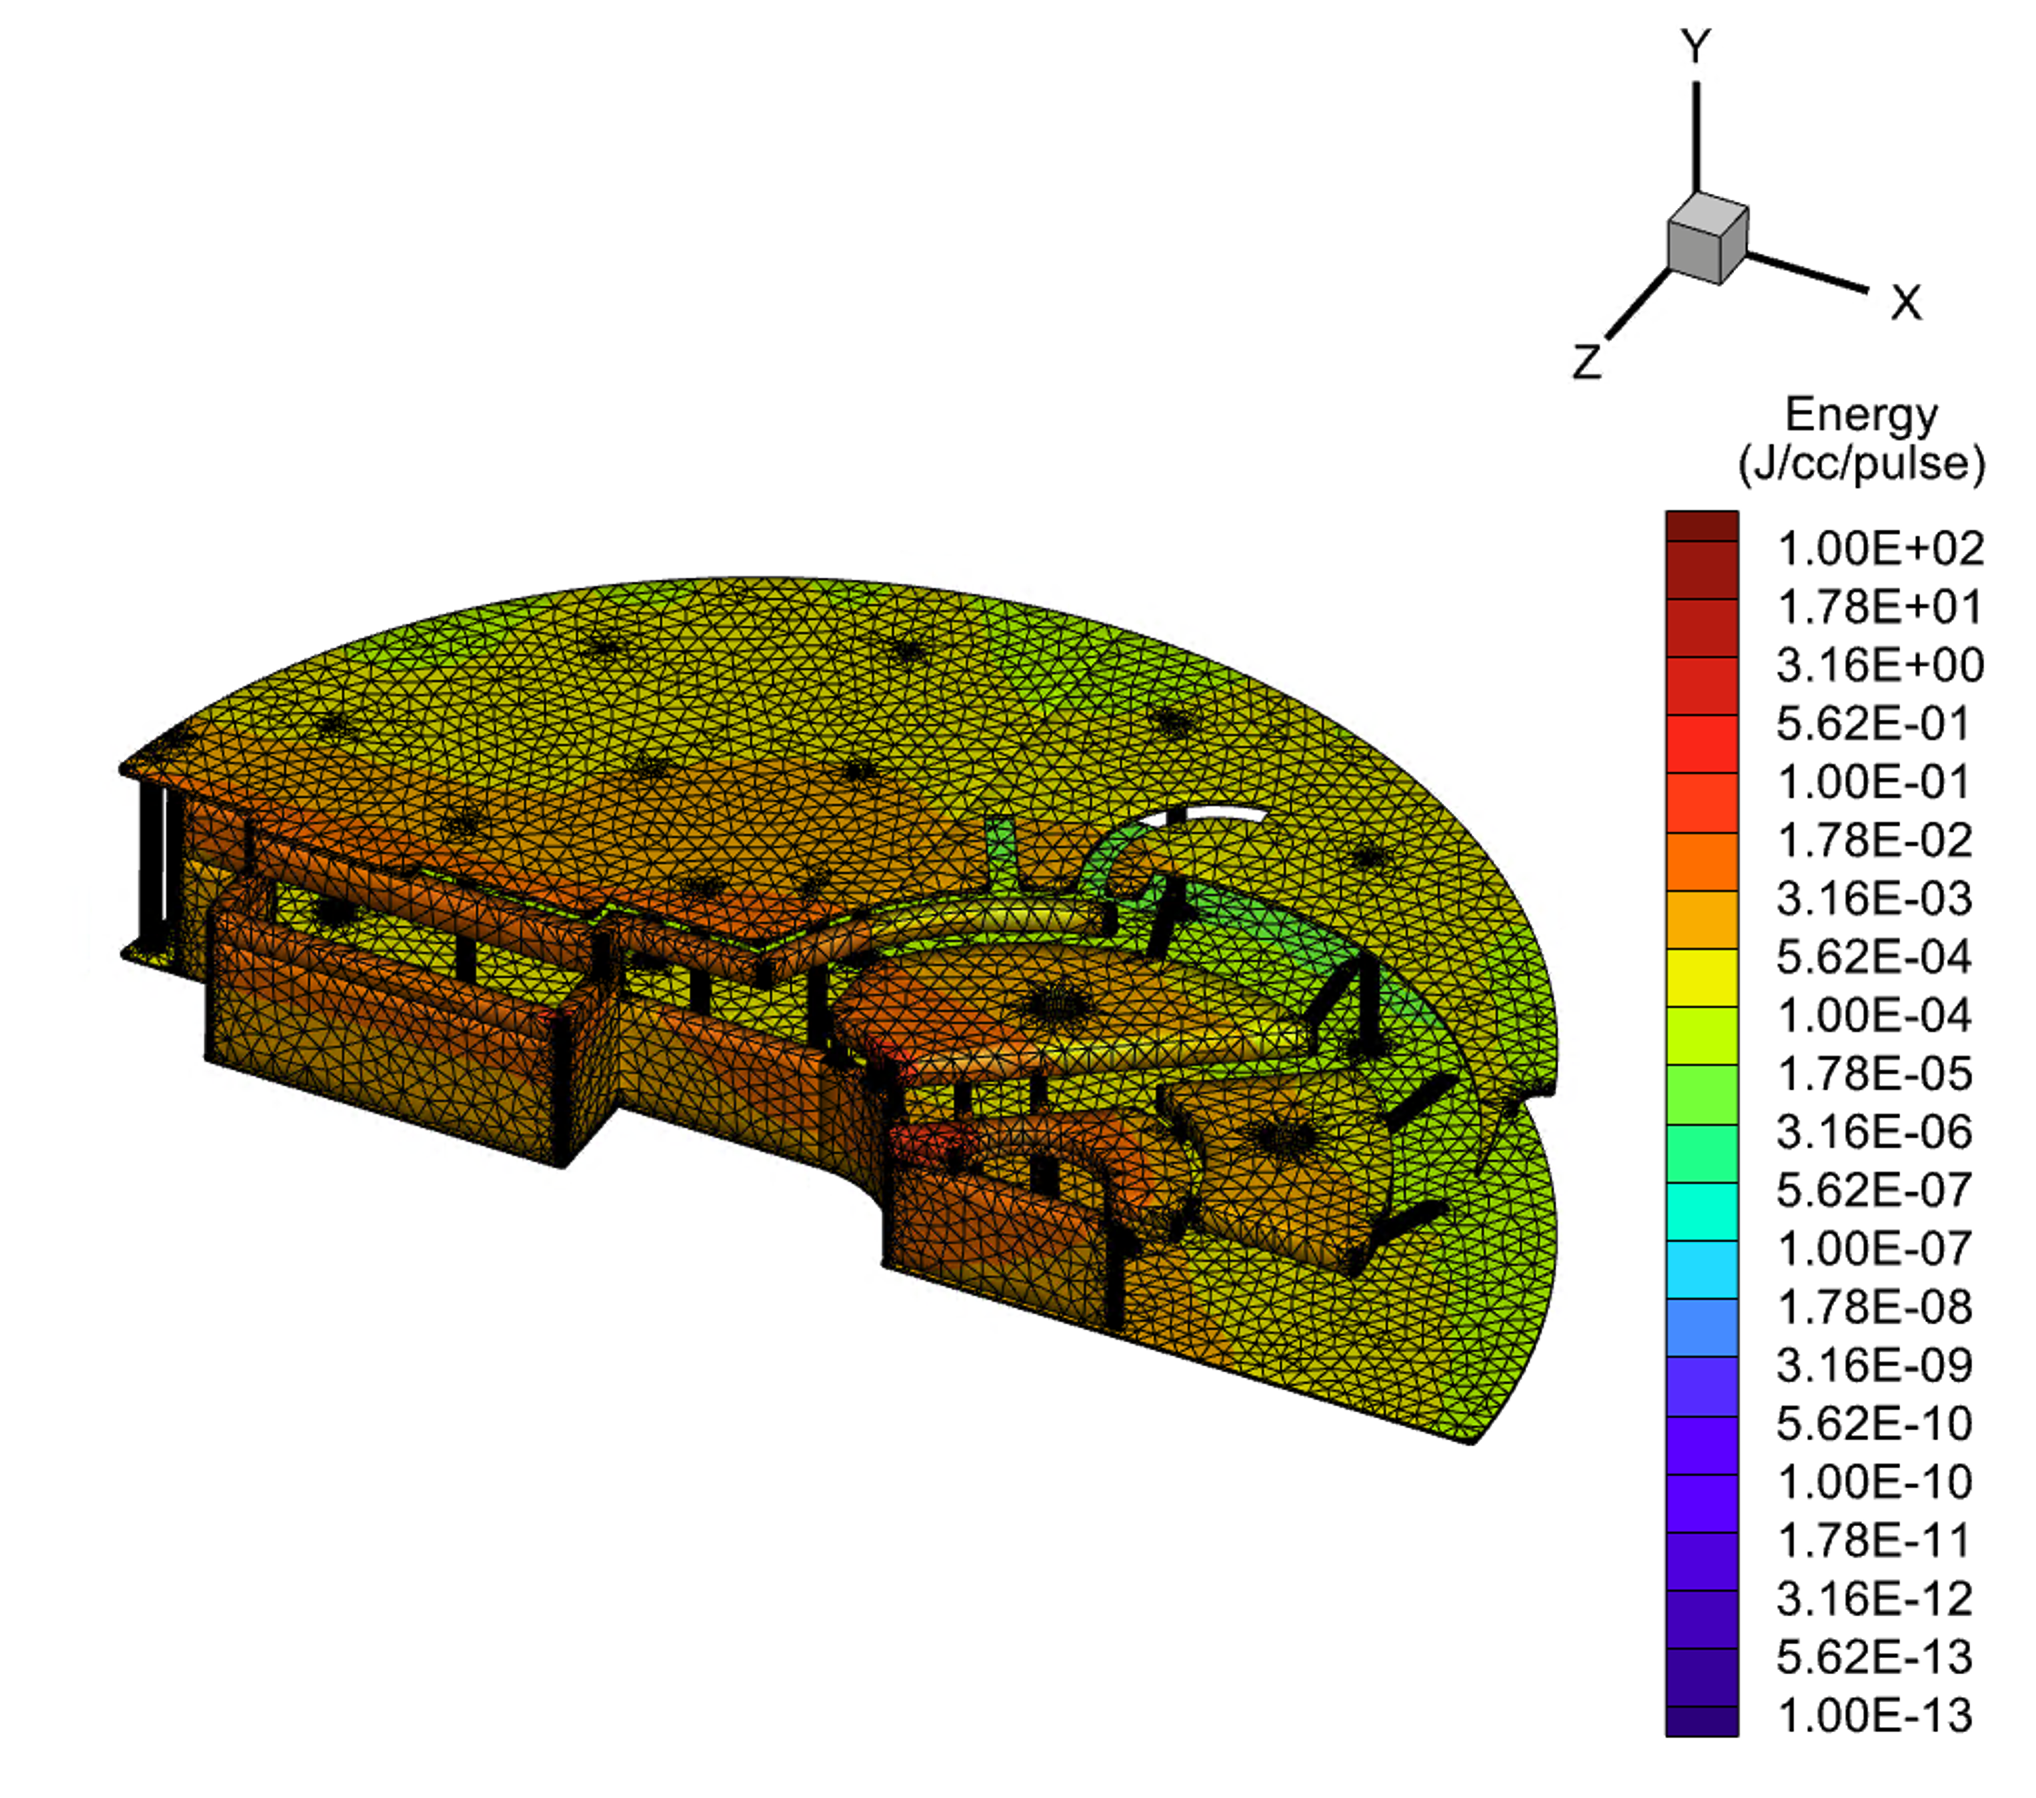 Y
X
Z
Energy
(J/cc/pulse)
1.00E+02
1.78E+01
3.16E+00
5.62E-01
1.00E-01
1.78E-02
3.16E-03
5.62E-04
1.00E-04
1.78E-05
3.16E-06
5.62E-07
1.00E-07
1.78E-08
3.16E-09
5.62E-10
1.00E-10
1.78E-11
3.16E-12
5.62E-13
1.00E-13